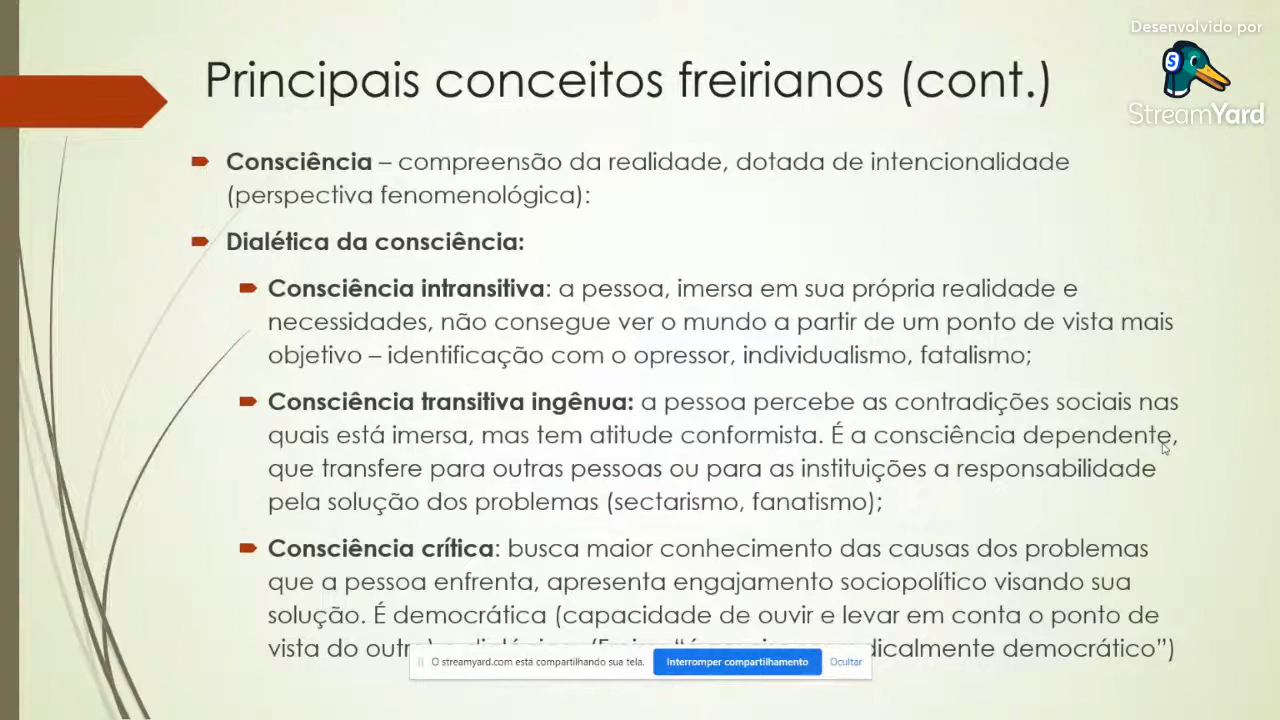 Desenvolvido por
StreamYard
Principais conceitos freirianos (cont.)
Consciência – compreensão da realidade, dotada de intencionalidade
(perspectiva fenomenológica):
Dialética da consciência:
Consciência intransitiva: a pessoa, imersa em sua própria realidade e
necessidades, não consegue ver o mundo a partir de um ponto de vista mais
objetivo – identificação com o opressor, individualismo, fatalismo;
Consciência transitiva ingênua: a pessoa percebe as contradições sociais nas
quais está imersa, mas tem atitude conformista. É a consciência dependente,
que transfere para outras pessoas ou para as instituições a responsabilidade
pela solução dos problemas (sectarismo, fanatismo);
Consciência crítica: busca maior conhecimento das causas dos problemas
que a pessoa enfrenta, apresenta engajamento sociopolítico visando sua
solução. É democrática (capacidade de ouvir e levar em conta o ponto de
vista do democrático”)
O streamyard.com está compartilhando sua tela. Interromper compartilhamento Ocultar